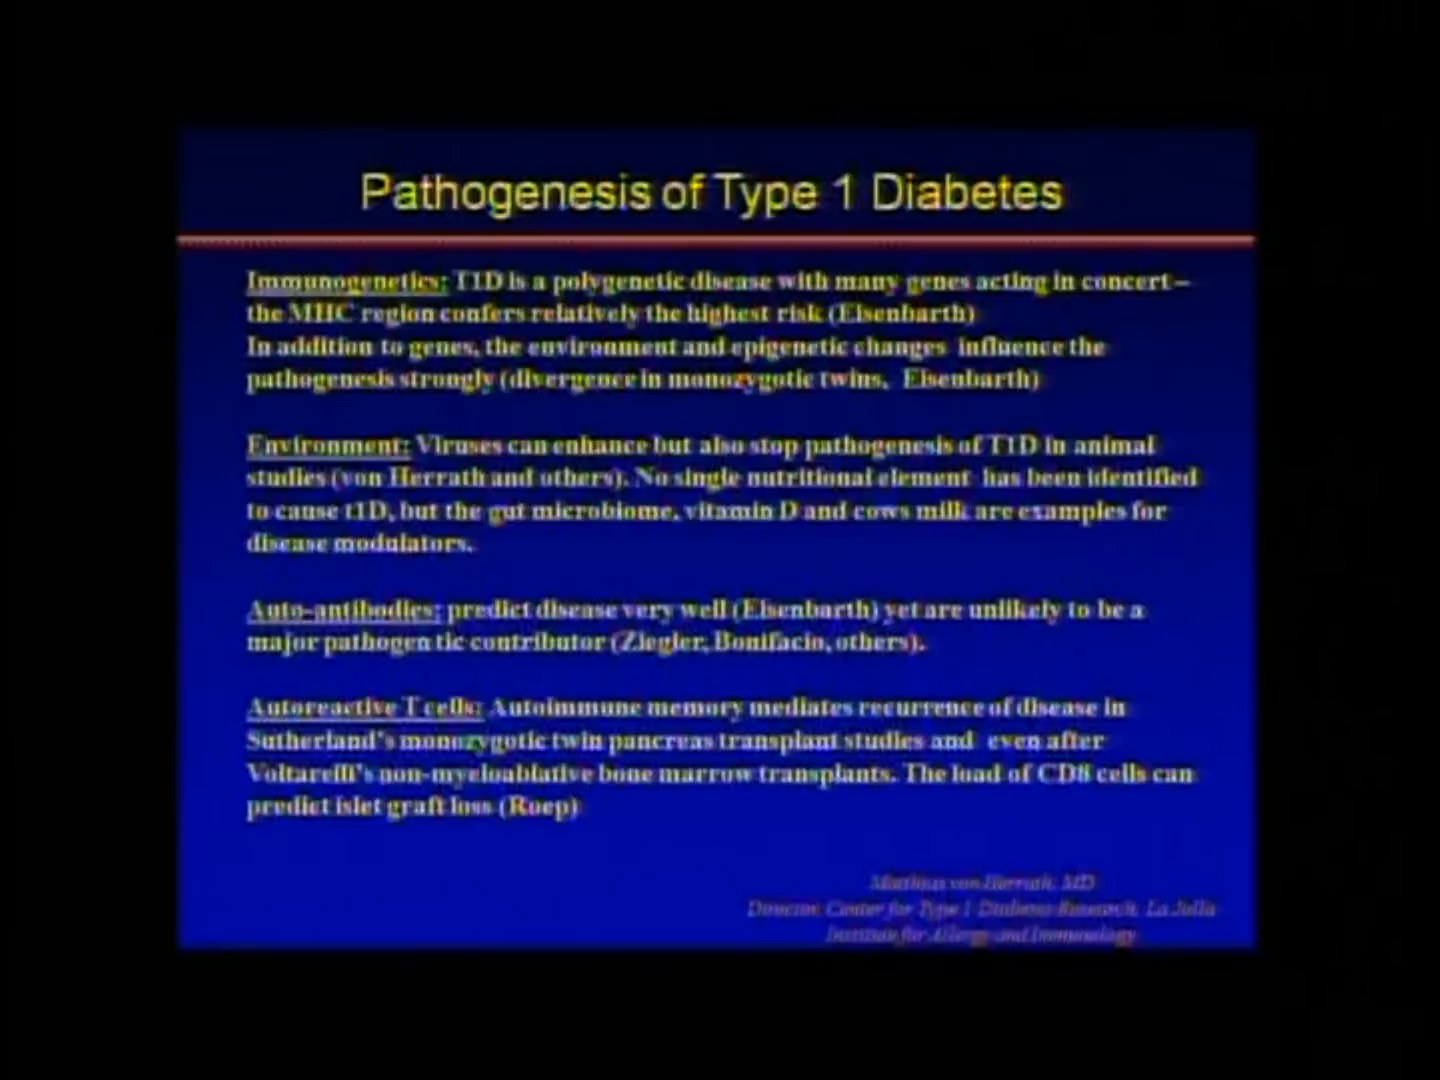 Pathogenesis of Type 1 Diabetes
Immunogenetics: T1D is a polygenetic disease with many genes acting in concert –
the MHC region confers relatively the highest risk (Eisenbarth)
In addition to genes, the environment and epigenetic changes influence the
pathogenesis strongly (divergence in monozygotic twins, Eisenbarth)
Environment: Viruses can enhance but also stop pathogenesis of T1D in animal
studies (von Herrath and others). No single nutritional element has been identified
to cause t1D, but the gut microbiome, vitamin D and cows milk are examples for
disease modulators.
Auto-antibodies: predict disease very well (Eisenbarth) yet are unlikely to be a
major pathogen tic contributor (Ziegler, Bonifacio, others).
Autoreactive T cells: Autoimmune memory mediates recurrence of disease in
Sutherland's monozygotic twin pancreas transplant studies and even after
Voltarelli's non-myeloablative bone marrow transplants. The load of CD8 cells can
predict islet graft loss (Roep)
Matthias von Herrath, MD
Director, Center for Type 1 Diabetes Research, La Jolla
Institute for Allergy and Immunology